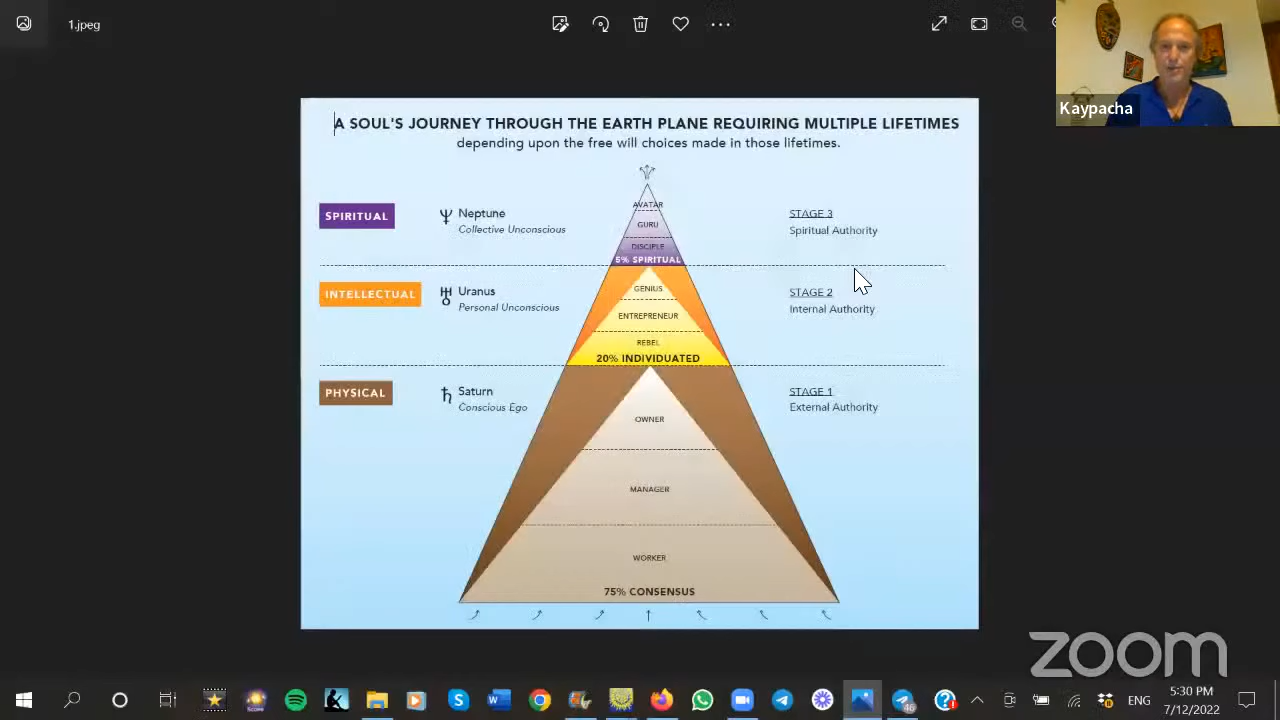 1.jpeg
Kaypacha
A SOUL'S JOURNEY THROUGH THE EARTH PLANE REQUIRING MULTIPLE LIFETIMES
depending upon the free will choices made in those lifetimes.
SPIRITUAL
Neptune
Collective Unconscious
AVATAR
GURU
DISCIPLE
5% SPIRITUAL
STAGE 3
Spiritual Authority
INTELLECTUAL
Uranus
Personal Unconscious
GENIUS
ENTREPRENEUR
REBEL
20% INDIVIDUATED
STAGE 2
Internal Authority
PHYSICAL
Saturn
Conscious Ego
OWNER
MANAGER
WORKER
75% CONSENSUS
STAGE 1
External Authority
zoom
46
ENG
5:30 PM
7/12/2022